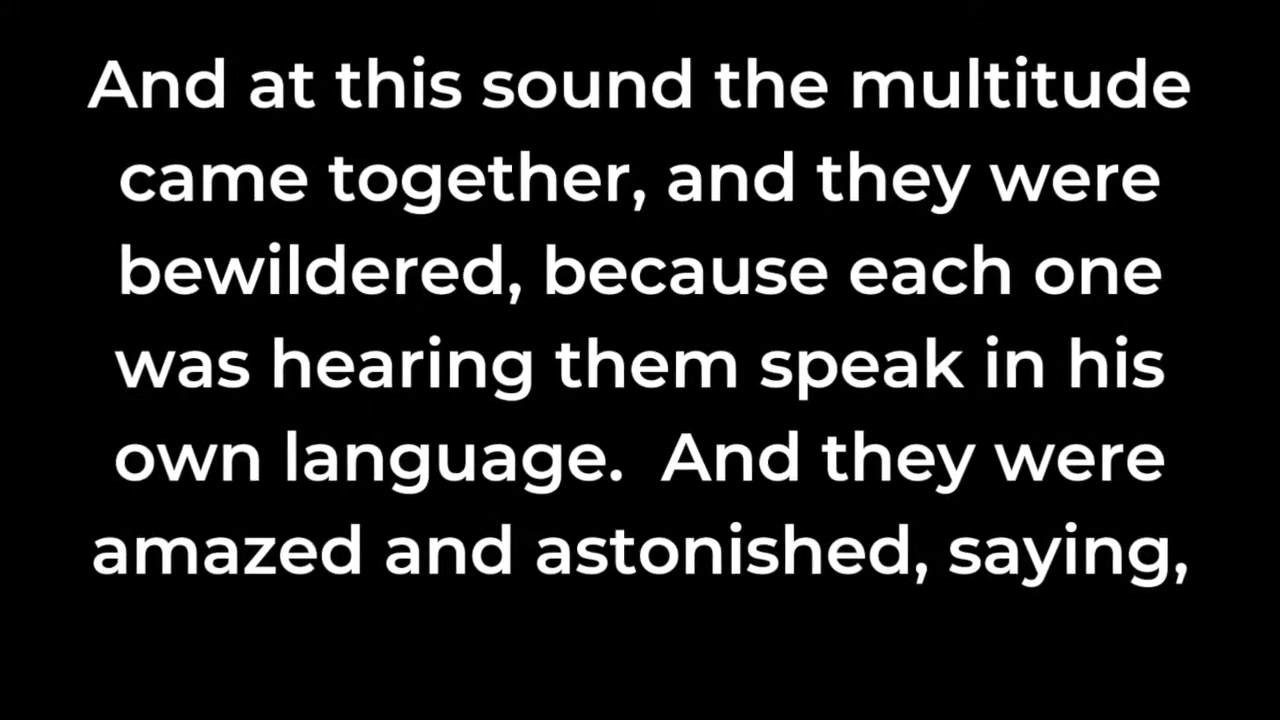 And at this sound the multitude
came together, and they were
bewildered, because each one
was hearing them speak in his
own language.  And they were
amazed and astonished, saying,